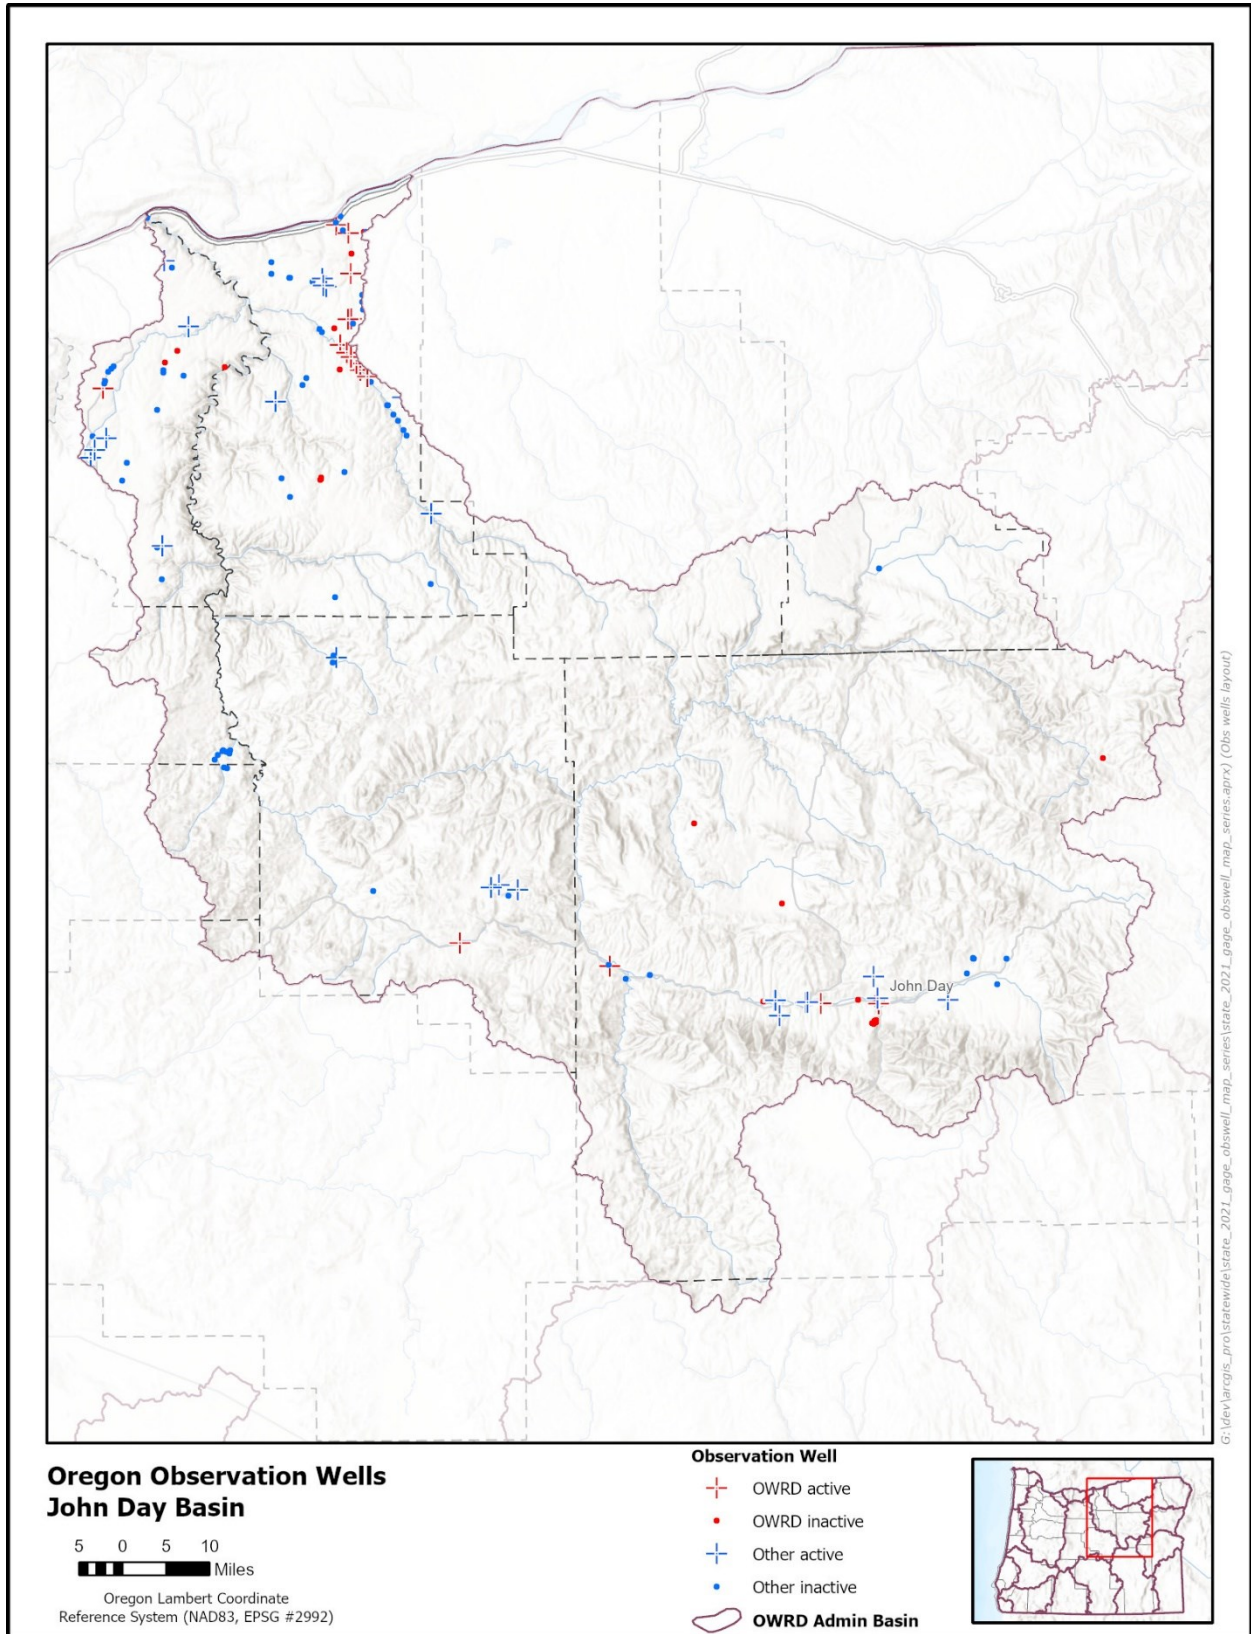 John Day
G:\dev\arcgis_pro\statewide\state_2021_gage_obswell_map_series\state_2021_gage_obswell_map_series.aprx) (Obs wells layout)
Oregon Observation Wells
John Day Basin
5 0 5 10
Miles
Oregon Lambert Coordinate
Reference System (NAD83, EPSG #2992)
Observation Well
OWRD active
OWRD inactive
Other active
Other inactive
OWRD Admin Basin